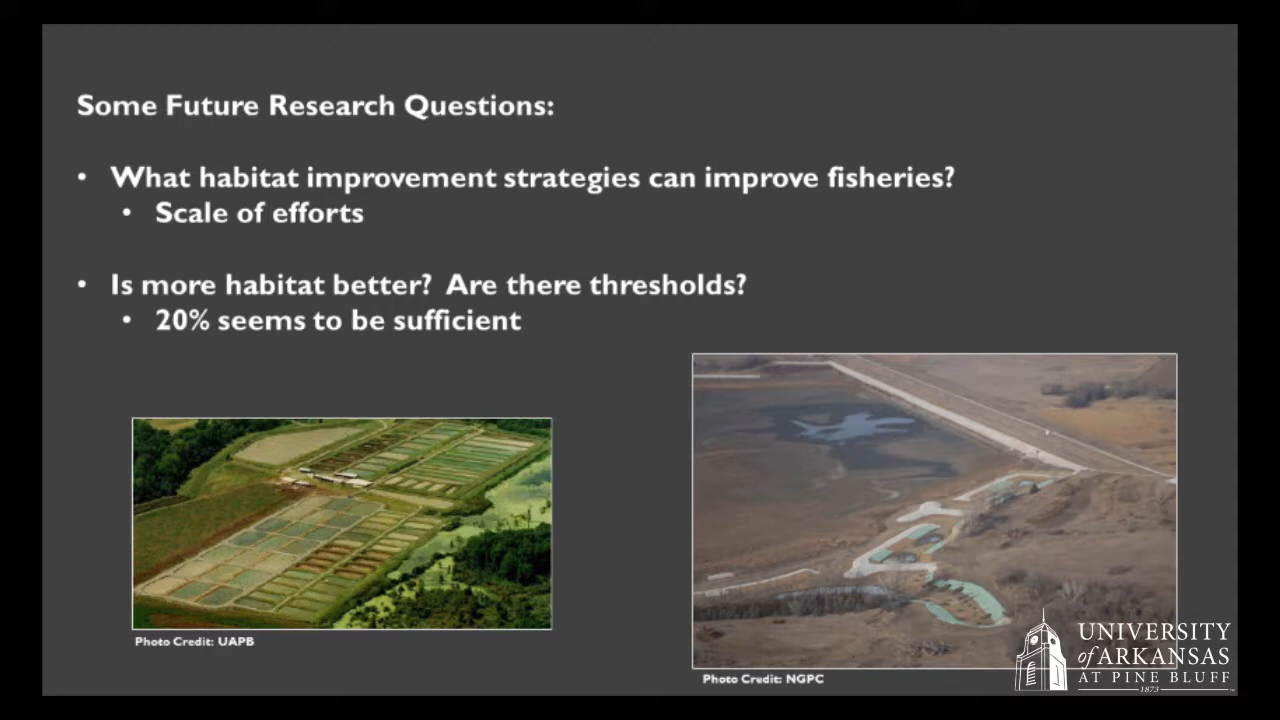 Some Future Research Questions:
• What habitat improvement strategies can improve fisheries?
• Scale of efforts
• Is more habitat better? Are there thresholds?
• 20% seems to be sufficient
Photo Credit: UAPB
Photo Credit: NGPC
UNIVERSITY
of ARKANSAS
AT PINE BLUFF
1873